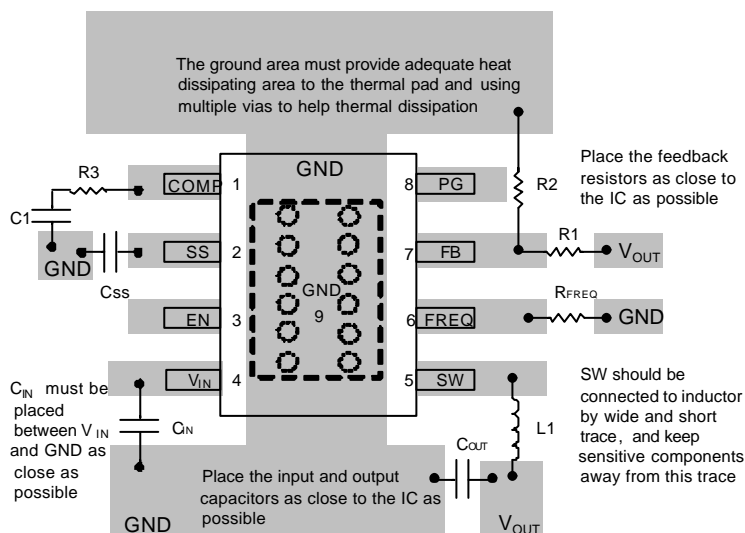 The ground area must provide adequate heat
dissipating area to the thermal pad and using
multiple vias to help thermal dissipation
GND
R3
COMP
1
8
PG
R2
Place the feedback
resistors as close to
the IC as possible
C1
GND
CSS
SS
2
7
FB
R1
VOUT
GND
9
EN
3
6
FREQ
RFREQ
GND
VIN
4
5
SW
CIN must be
placed
between VIN
and GND as
close as
possible
CIN
SW should be
connected to inductor
by wide and short
trace, and keep
sensitive components
away from this trace
L1
COUT
Place the input and output
capacitors as close to the IC as
possible
GND
VOUT